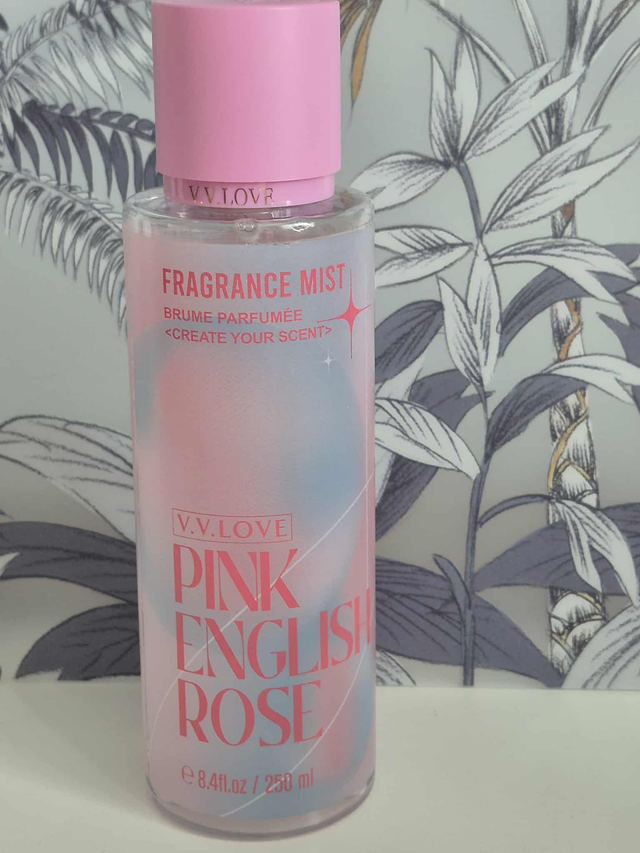 V.V.LOVE
FRAGRANCE MIST
BRUME PARFUMÉE
<CREATE YOUR SCENT>
V.V.LOVE
PINK
ENGLISH
ROSE
℮ 8.4fl.oz / 250 ml